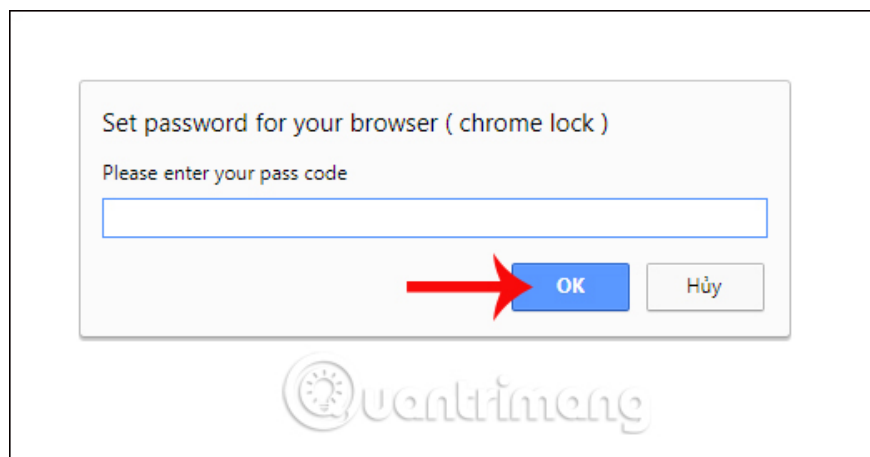 Set password for your browser ( chrome lock )
Please enter your pass code
OK Hủy
Quantrimang